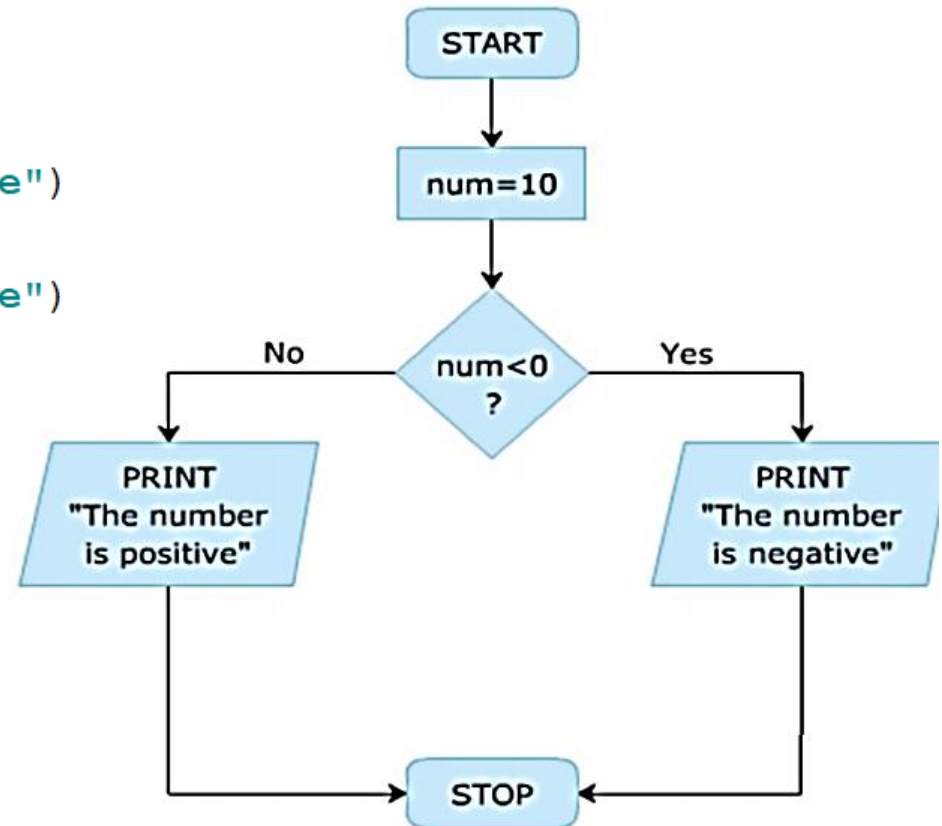 START
num=10
e")
e")
No
num<0
?
Yes
PRINT
"The number
is positive"
PRINT
"The number
is negative"
STOP